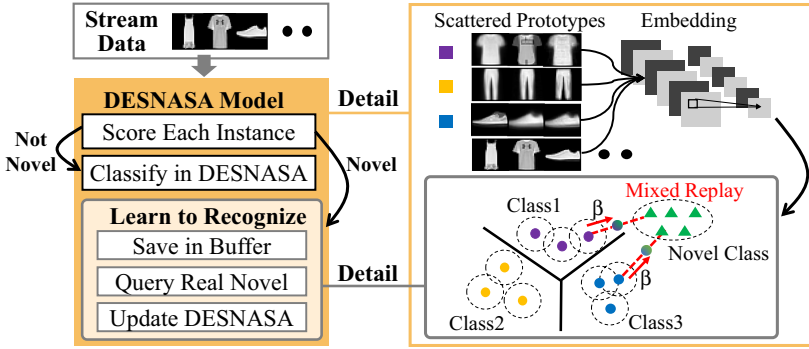 Stream
Data
DESNASA Model
Score Each Instance
Not
Novel
Novel
Classify in DESNASA
Learn to Recognize
Save in Buffer
Query Real Novel
Update DESNASA
Detail
Detail
Scattered Prototypes
Embedding
Mixed Replay
Class1
β
Novel Class
β
Class2
Class3